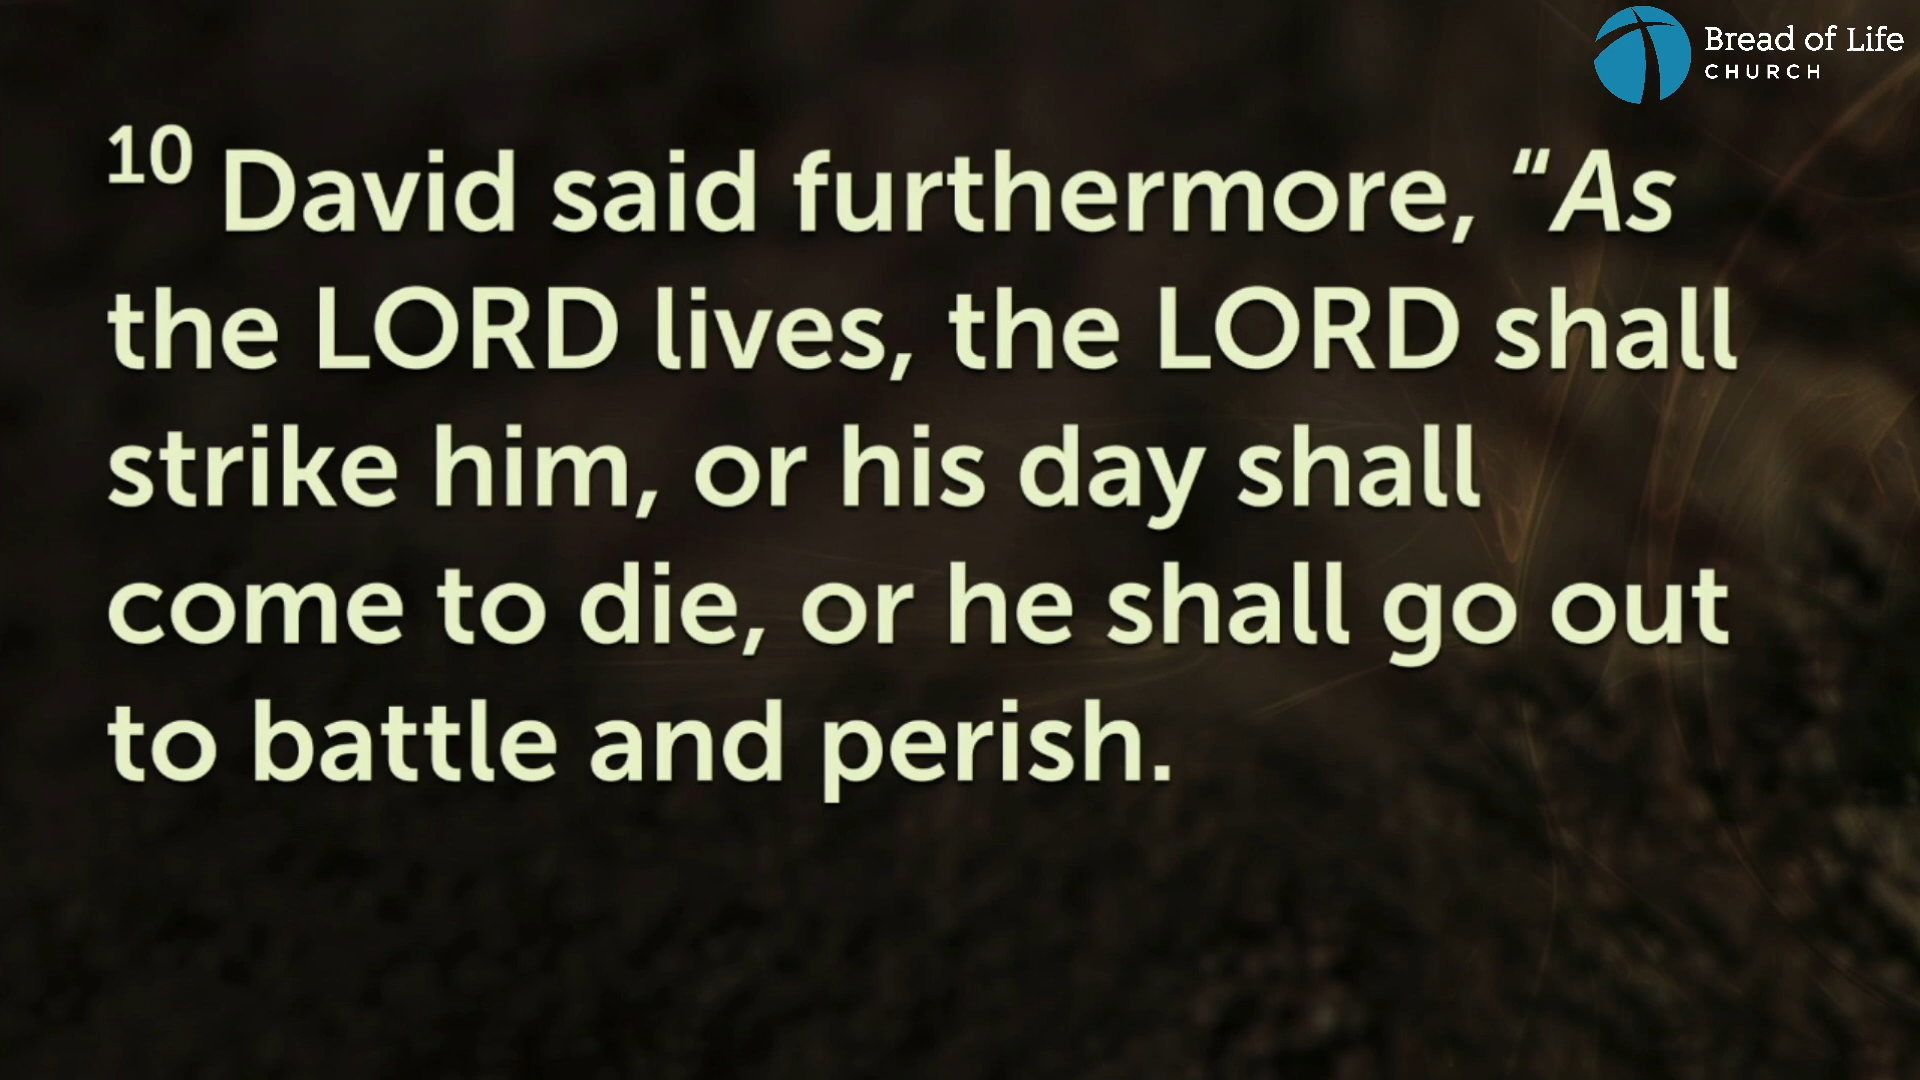 Bread of Life
CHURCH
10 David said furthermore, “As
the LORD lives, the LORD shall
strike him, or his day shall
come to die, or he shall go out
to battle and perish.